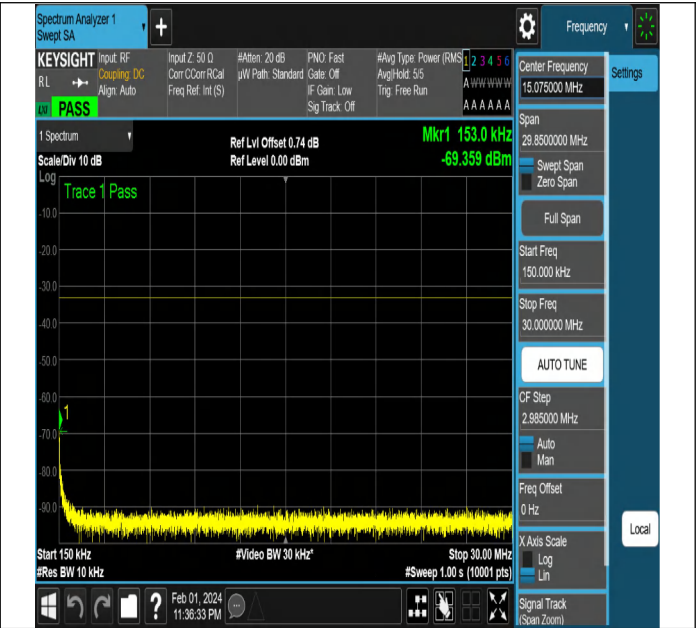 Spectrum Analyzer 1
Swept SA
+
Frequency
KEYSIGHT
RL
LXI
PASS
Input: RF
Coupling: DC
Align: Auto
Input Z: 50 Ω
Corr CCorr RCal
Freq Ref: Int (S)
#Atten: 20 dB
µW Path: Standard
PNO: Fast
Gate: Off
IF Gain: Low
Sig Track: Off
#Avg Type: Power (RMS
Avg|Hold: 5/5
Trig: Free Run
1 2 3 4 5 6
A W W W W W
A A A A A A
1 Spectrum
Scale/Div 10 dB
Ref Lvl Offset 0.74 dB
Ref Level 0.00 dBm
Mkr1 153.0 kHz
-69.359 dBm
Log
Trace 1 Pass
-10.0
-20.0
-30.0
-40.0
-50.0
-60.0
1
-70.0
-80.0
-90.0
Start 150 kHz
#Video BW 30 kHz*
Stop 30.00 MHz
#Res BW 10 kHz
#Sweep 1.00 s (10001 pts)
Feb 01, 2024
11:36:33 PM
?
Center Frequency
15.075000 MHz
Settings
Span
29.8500000 MHz
Swept Span
Zero Span
Full Span
Start Freq
150.000 kHz
Stop Freq
30.000000 MHz
AUTO TUNE
CF Step
2.985000 MHz
Auto
Man
Freq Offset
0 Hz
X Axis Scale
Log
Lin
Local
Signal Track
(Span Zoom)